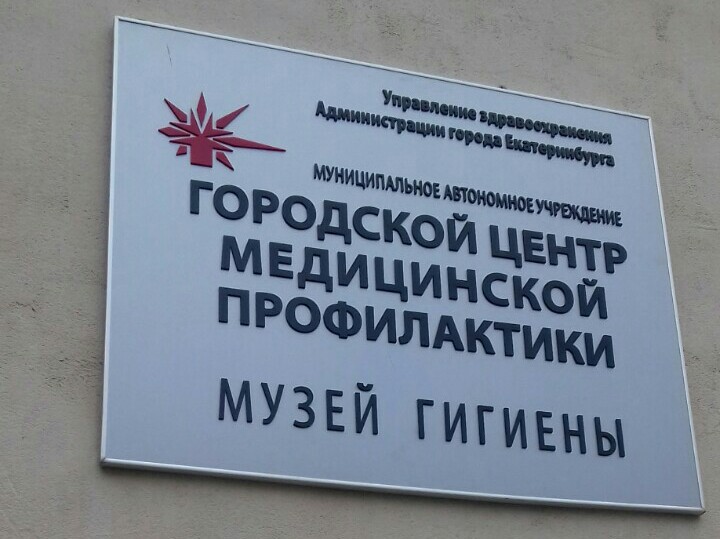 Управление здравоохранения
Администрации города Екатеринбурга
МУНИЦИПАЛЬНОЕ АВТОНОМНОЕ УЧРЕЖДЕНИЕ
ГОРОДСКОЙ ЦЕНТР
МЕДИЦИНСКОЙ
ПРОФИЛАКТИКИ
МУЗЕЙ ГИГИЕНЫ